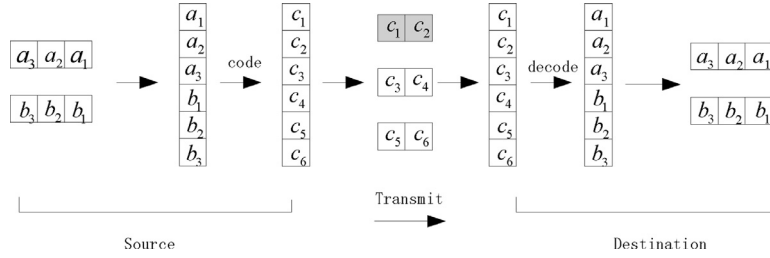 a3 a2 a1
b3 b2 b1
a1
a2
a3
b1
b2
b3
code
c1
c2
c3
c4
c5
c6
c1 c2
c3 c4
c5 c6
Transmit
c1
c2
c3
c4
c5
c6
decode
a1
a2
a3
b1
b2
b3
a3 a2 a1
b3 b2 b1
Source
Destination